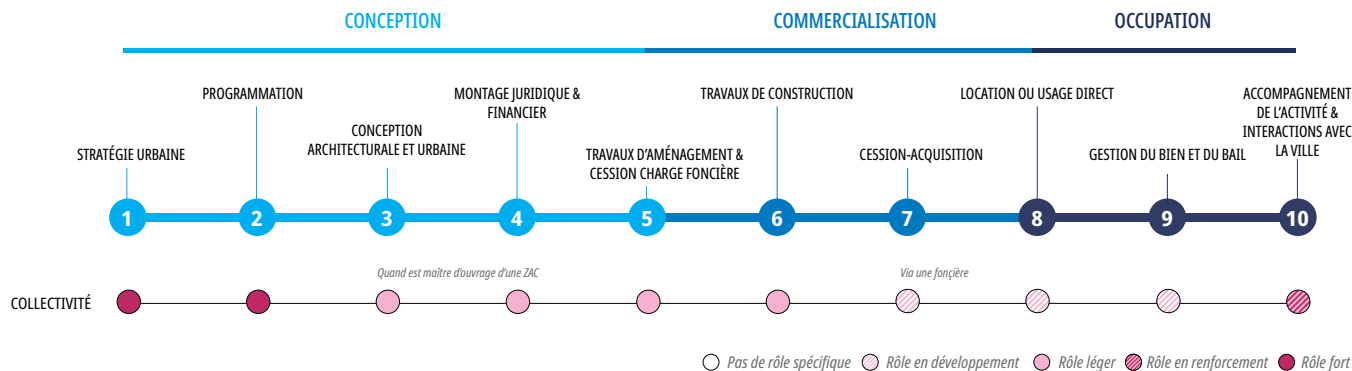 CONCEPTION
COMMERCIALISATION
OCCUPATION
STRATÉGIE URBAINE
PROGRAMMATION
CONCEPTION
ARCHITECTURALE ET URBAINE
MONTAGE JURIDIQUE &
FINANCIER
TRAVAUX D'AMÉNAGEMENT &
CESSION CHARGE FONCIÈRE
TRAVAUX DE CONSTRUCTION
CESSION-ACQUISITION
LOCATION OU USAGE DIRECT
GESTION DU BIEN ET DU BAIL
ACCOMPAGNEMENT
DE L'ACTIVITÉ &
INTERACTIONS AVEC
LA VILLE
1
2
3
4
5
6
7
8
9
10
Quand est maître d'ouvrage d'une ZAC
Via une fonçière
COLLECTIVITÉ
Pas de rôle spécifique
Rôle en développement
Rôle léger
Rôle en renforcement
Rôle fort